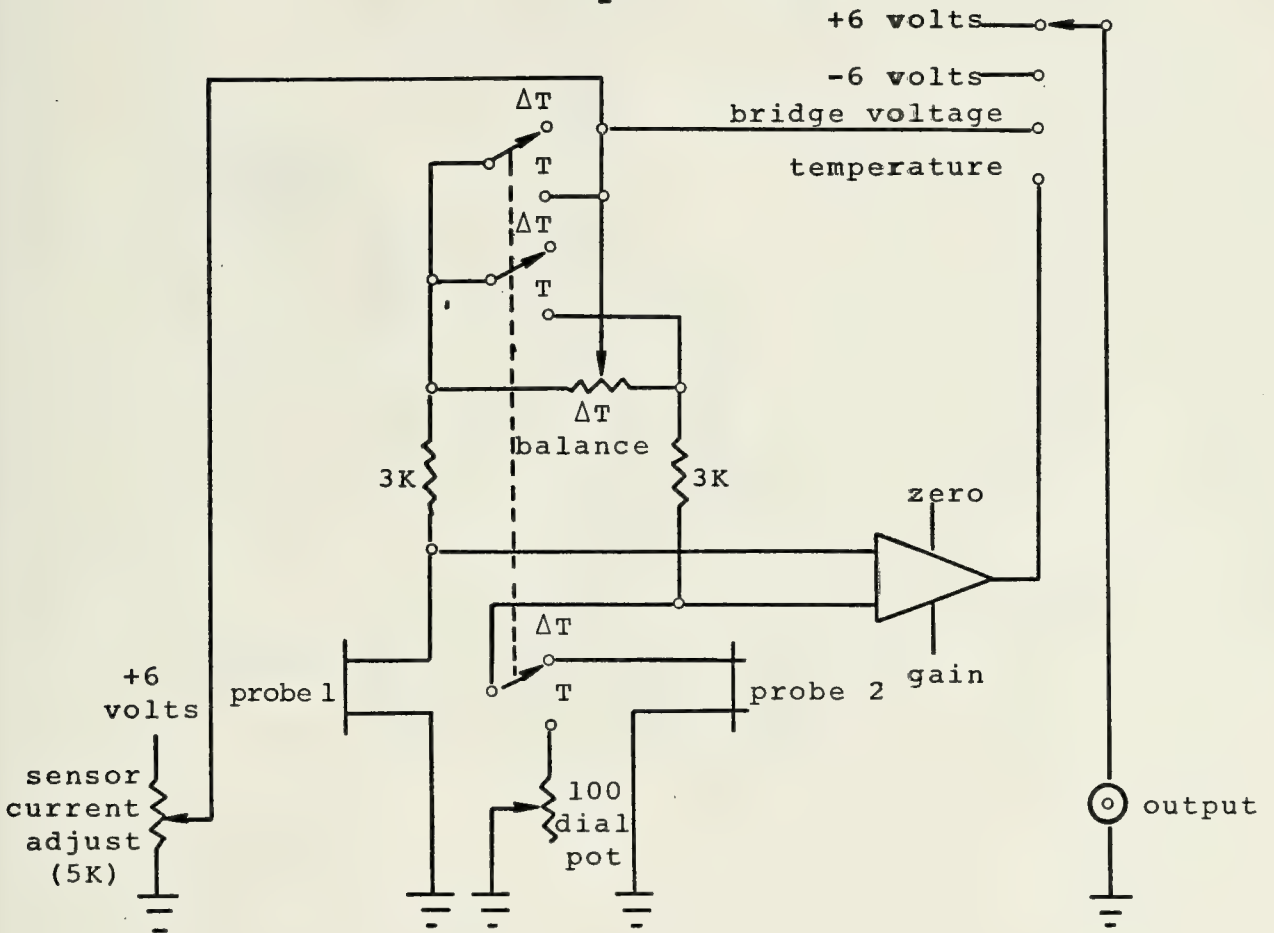 +6 volts
-6 volts
bridge voltage
temperature
ΔT
T
ΔT
T
ΔT
balance
3K
3K
zero
gain
ΔT
T
probe 1
probe 2
+6
volts
sensor
current
adjust
(5K)
100
dial
pot
output